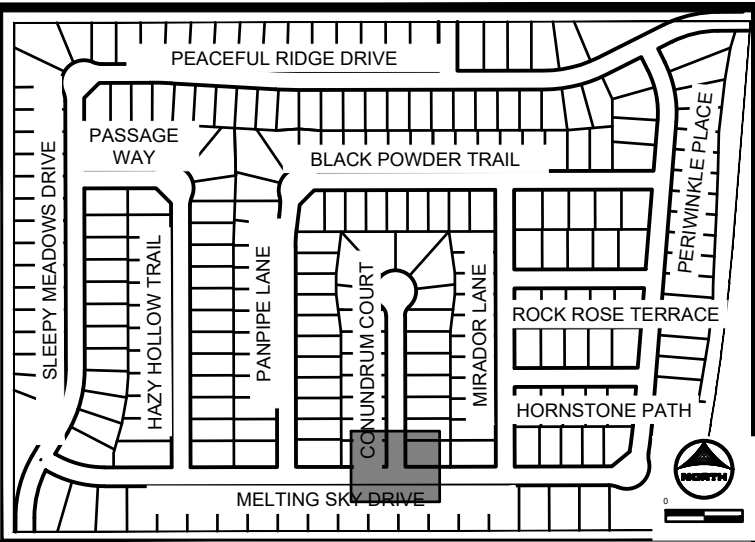 PEACEFUL RIDGE DRIVE
PASSAGE
WAY
BLACK POWDER TRAIL
SLEEPY MEADOWS DRIVE
HAZY HOLLOW TRAIL
PANPIPE LANE
CONUNDRUM COURT
MIRADOR LANE
PERIWINKLE PLACE
ROCK ROSE TERRACE
HORNSTONE PATH
MELTING SKY DRIVE
NORTH
0